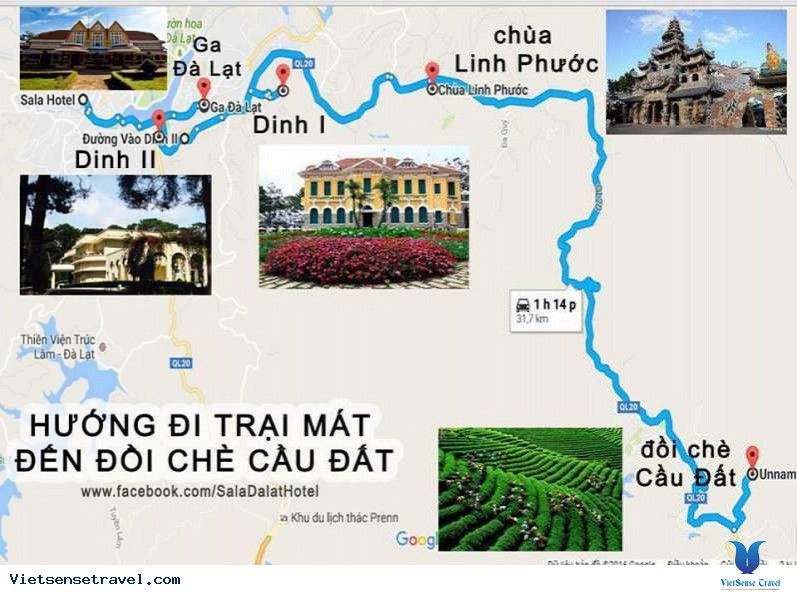 ườn hoa
Đà Lạt
Ga
Đà Lạt
QL20
chùa
Linh Phước
Sala Hotel
Ga Đà Lạt
Chùa Linh Phước
Dinh I
Đường Vào Dinh II
Dinh II
Đa Quý
QL20
1 h 14 p
31,7 km
Thiền Viện Trúc
Lâm - Đà Lạt
QL20
QL20
HƯỚNG ĐI TRẠI MÁT
ĐẾN ĐỒI CHÈ CẦU ĐẤT
www.facebook.com/SalaDalatHotel
đồi chè
Cầu Đất
Unnam
QL20
Tuyền Lâm
Khu du lịch thác Prenn
Googl
Dữ liệu bản đồ ©2016 Google
Điều khoản
Vietsensetravel.com
VietSense Travel